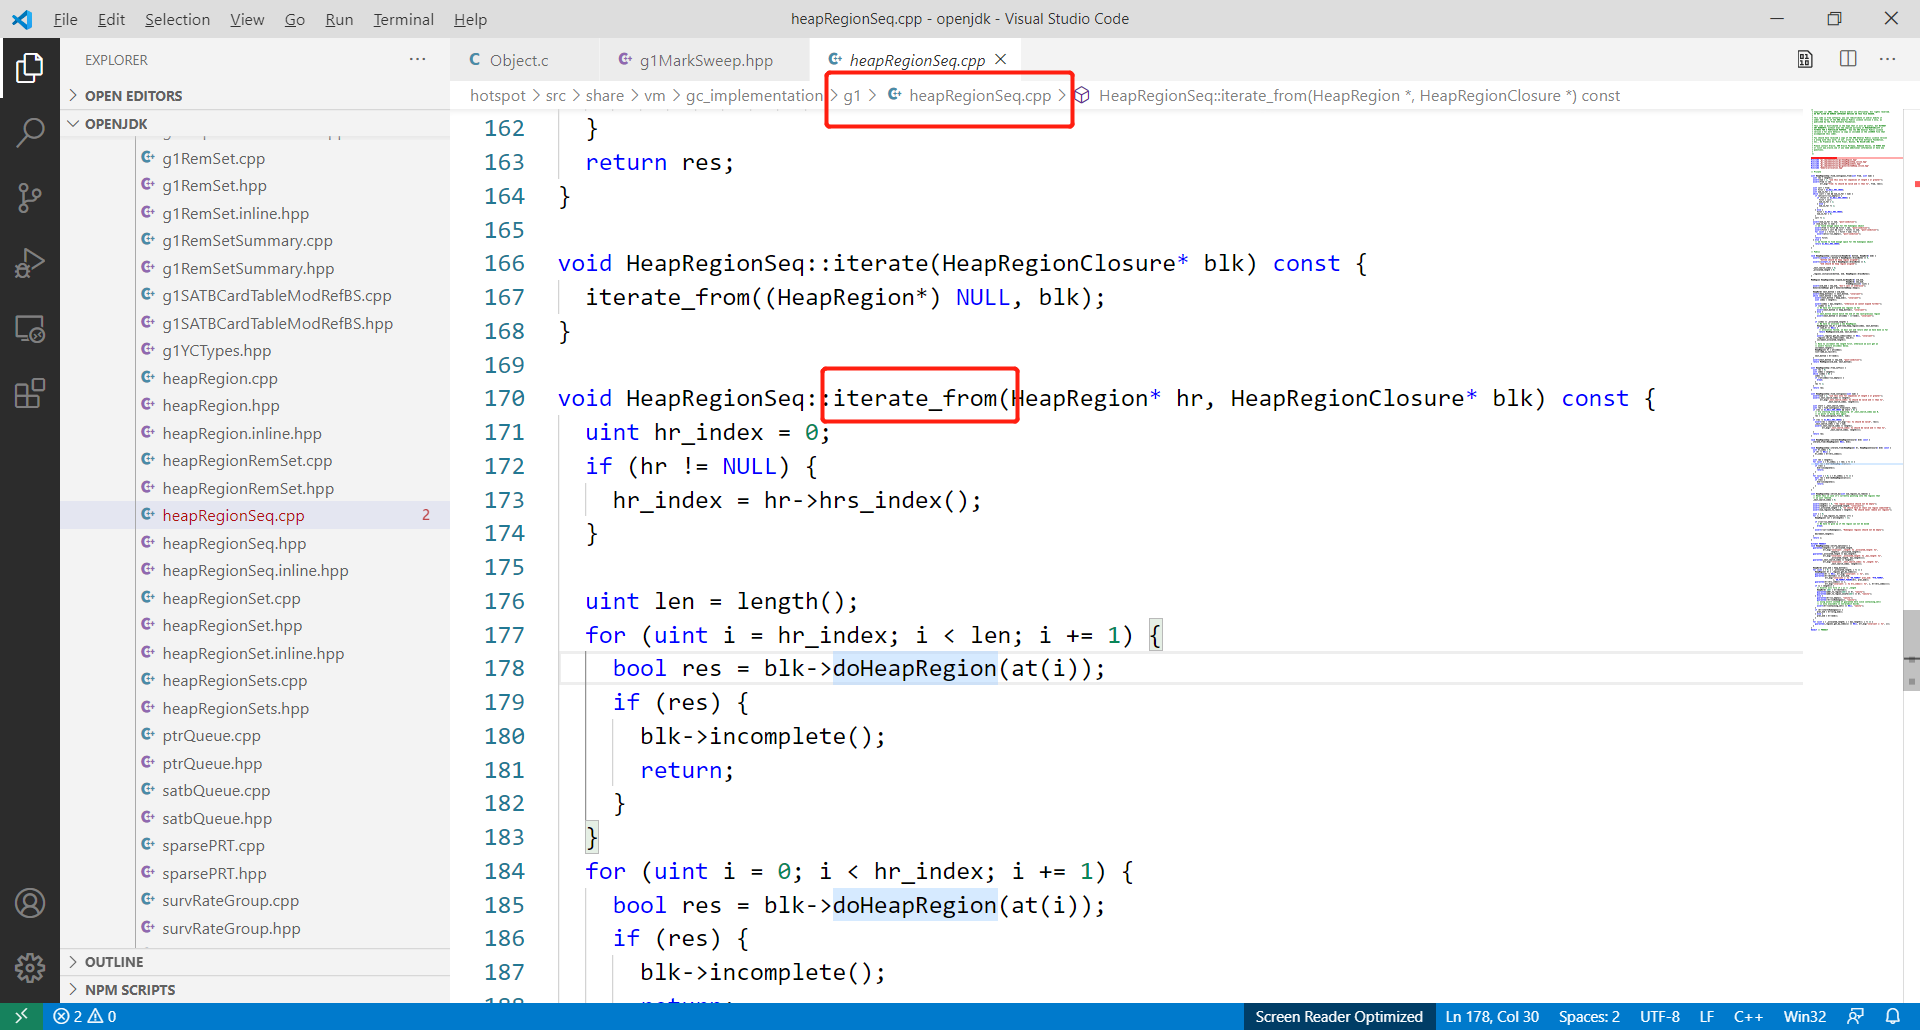 File Edit Selection View Go Run Terminal Help
heapRegionSeq.cpp - openjdk - Visual Studio Code
EXPLORER
OPEN EDITORS
OPENJDK
g1RemSet.cpp
g1RemSet.hpp
g1RemSet.inline.hpp
g1RemSetSummary.cpp
g1RemSetSummary.hpp
g1SATBCardTableModRefBS.cpp
g1SATBCardTableModRefBS.hpp
g1YCTypes.hpp
heapRegion.cpp
heapRegion.hpp
heapRegion.inline.hpp
heapRegionRemSet.cpp
heapRegionRemSet.hpp
heapRegionSeq.cpp 2
heapRegionSeq.hpp
heapRegionSeq.inline.hpp
heapRegionSet.cpp
heapRegionSet.hpp
heapRegionSet.inline.hpp
heapRegionSets.cpp
heapRegionSets.hpp
ptrQueue.cpp
ptrQueue.hpp
satbQueue.cpp
satbQueue.hpp
sparsePRT.cpp
sparsePRT.hpp
survRateGroup.cpp
survRateGroup.hpp
OUTLINE
NPM SCRIPTS
Object.c g1MarkSweep.hpp heapRegionSeq.cpp
hotspot > src > share > vm > gc_implementation > g1 > heapRegionSeq.cpp > HeapRegionSeq::iterate_from(HeapRegion *, HeapRegionClosure *) const
162 }
163 return res;
164 }
165
166 void HeapRegionSeq::iterate(HeapRegionClosure* blk) const {
167 iterate_from((HeapRegion*) NULL, blk);
168 }
169
170 void HeapRegionSeq::iterate_from(HeapRegion* hr, HeapRegionClosure* blk) const {
171 uint hr_index = 0;
172 if (hr != NULL) {
173 hr_index = hr->hrs_index();
174 }
175
176 uint len = length();
177 for (uint i = hr_index; i < len; i += 1) {
178 bool res = blk->doHeapRegion(at(i));
179 if (res) {
180 blk->incomplete();
181 return;
182 }
183 }
184 for (uint i = 0; i < hr_index; i += 1) {
185 bool res = blk->doHeapRegion(at(i));
186 if (res) {
187 blk->incomplete();
188 return;
2 0 Screen Reader Optimized Ln 178, Col 30 Spaces: 2 UTF-8 LF C++ Win32